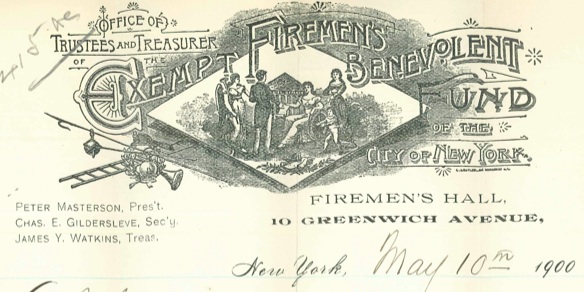 OFFICE OF
TRUSTEES AND TREASURER
OF THE
EXEMPT FIREMEN'S BENEVOLENT FUND
OF THE
CITY OF NEW YORK.
PETER MASTERSON, Pres't.
CHAS. E. GILDERSLEVE, Sec'y.
JAMES Y. WATKINS, Treas.
FIREMEN'S HALL,
10 GREENWICH AVENUE,
New York, May 10th 1900